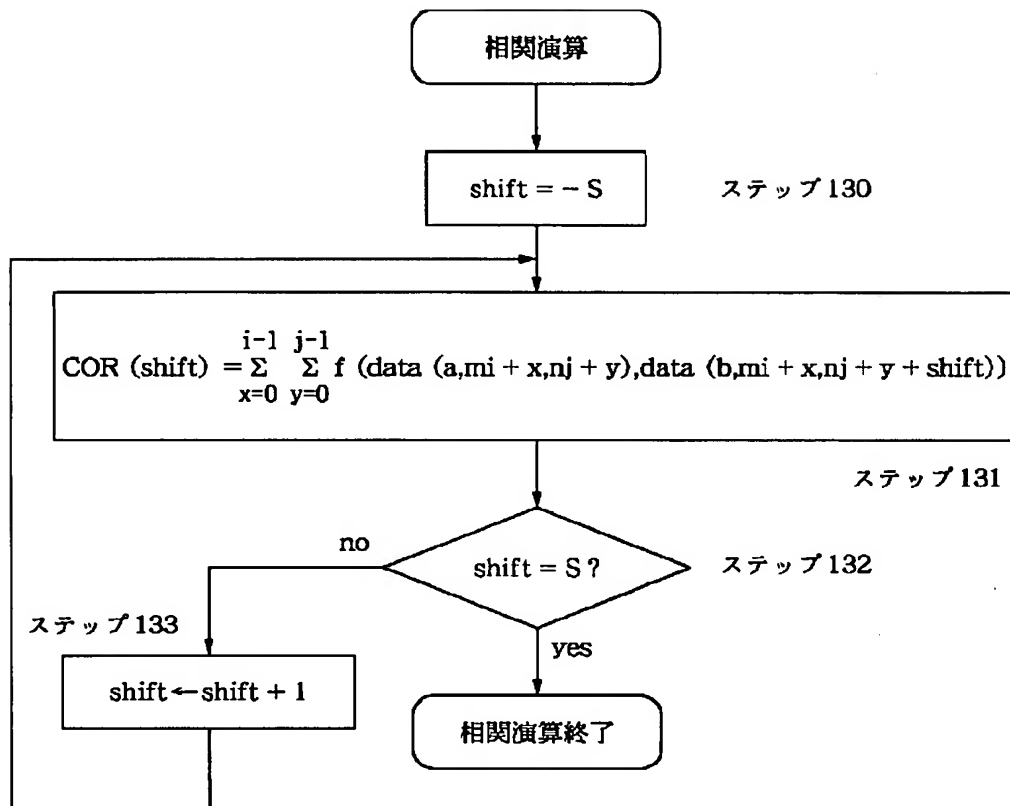 相関演算
shift = − S
ステップ 130
i-1 j-1
COR (shift) = Σ Σ f (data (a,mi + x,nj + y),data (b,mi + x,nj + y + shift))
x=0 y=0
ステップ 131
no
shift = S ?
ステップ 132
ステップ 133
yes
shift←shift + 1
相関演算終了